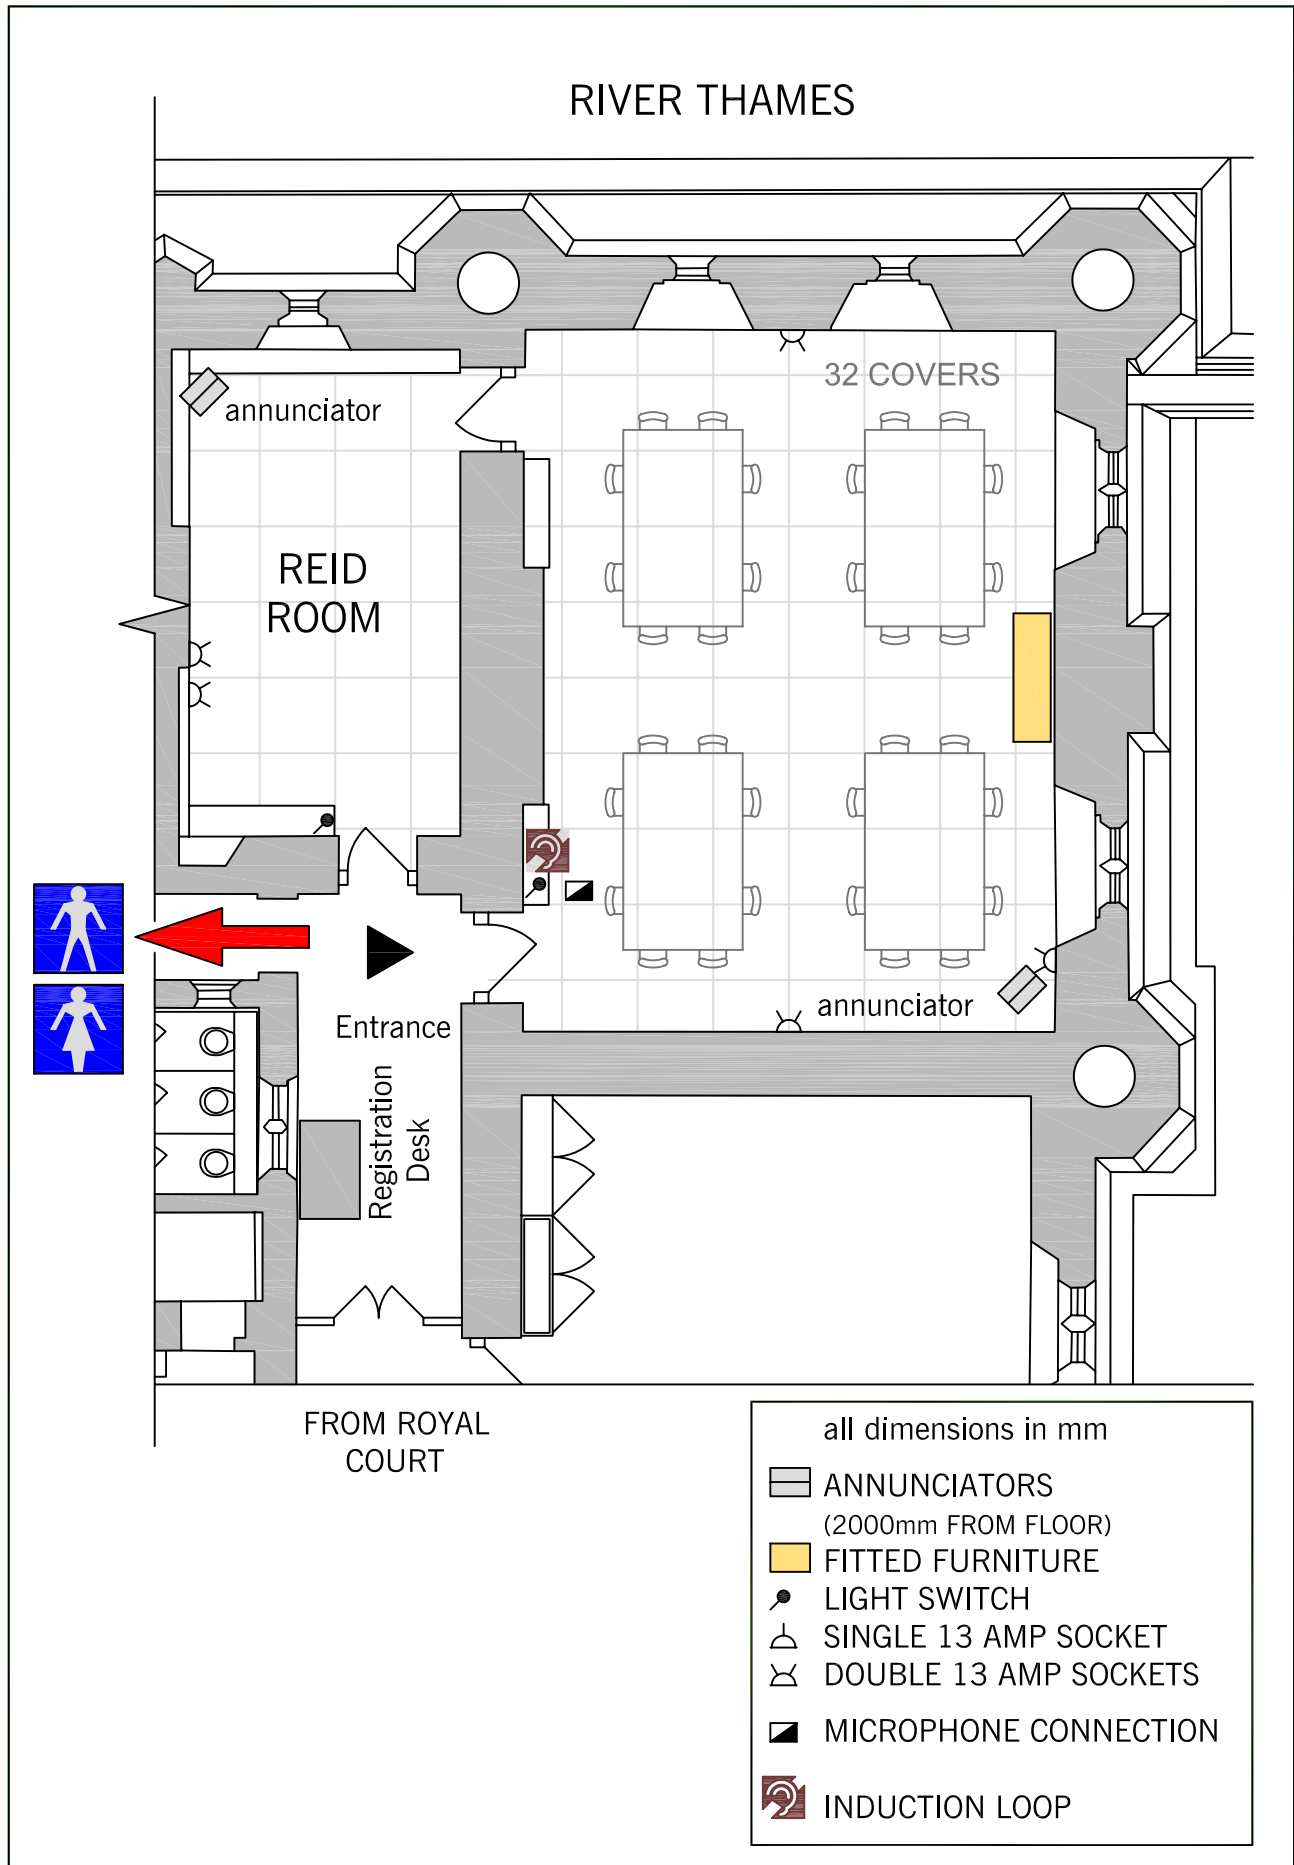 RIVER THAMES
32 COVERS
annunciator
REID
ROOM
annunciator
Entrance
Registration
Desk
FROM ROYAL
COURT
all dimensions in mm
ANNUNCIATORS
(2000mm FROM FLOOR)
FITTED FURNITURE
LIGHT SWITCH
SINGLE 13 AMP SOCKET
DOUBLE 13 AMP SOCKETS
MICROPHONE CONNECTION
INDUCTION LOOP